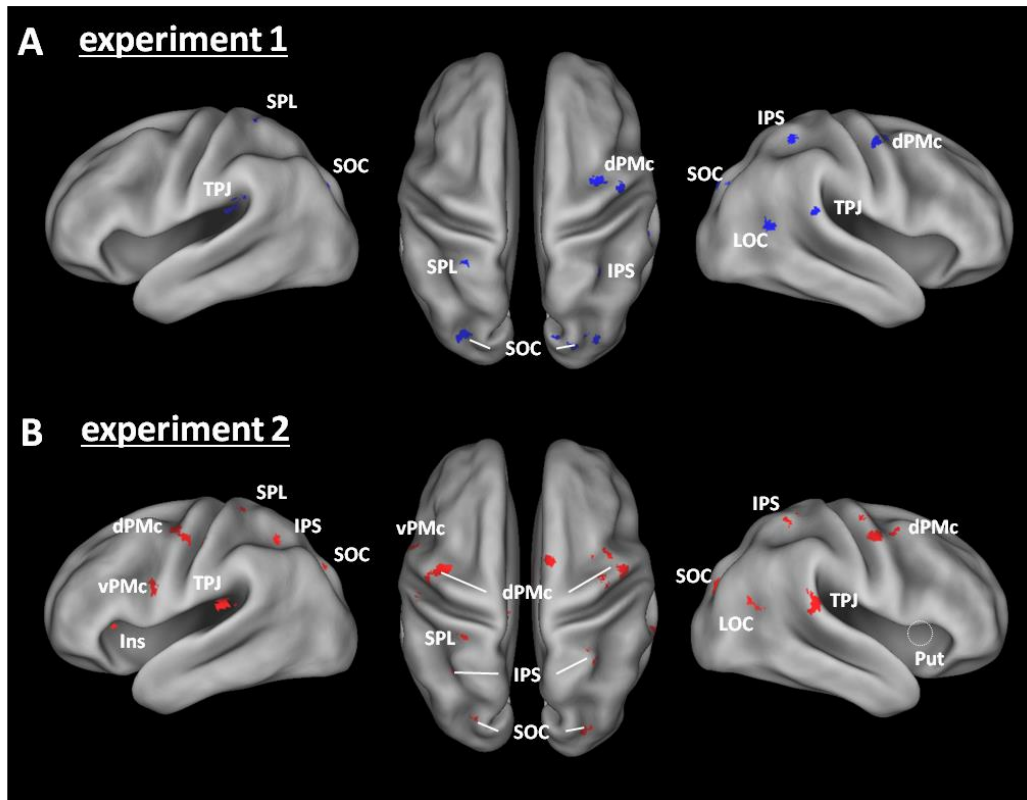 A experiment 1
SPL
SOC
TPJ
dPMc
SPL
IPS
SOC
IPS
dPMc
SOC
TPJ
LOC
B experiment 2
SPL
dPMc
IPS
SOC
vPMc
TPJ
Ins
vPMc
dPMc
SPL
IPS
SOC
IPS
dPMc
SOC
TPJ
LOC
Put